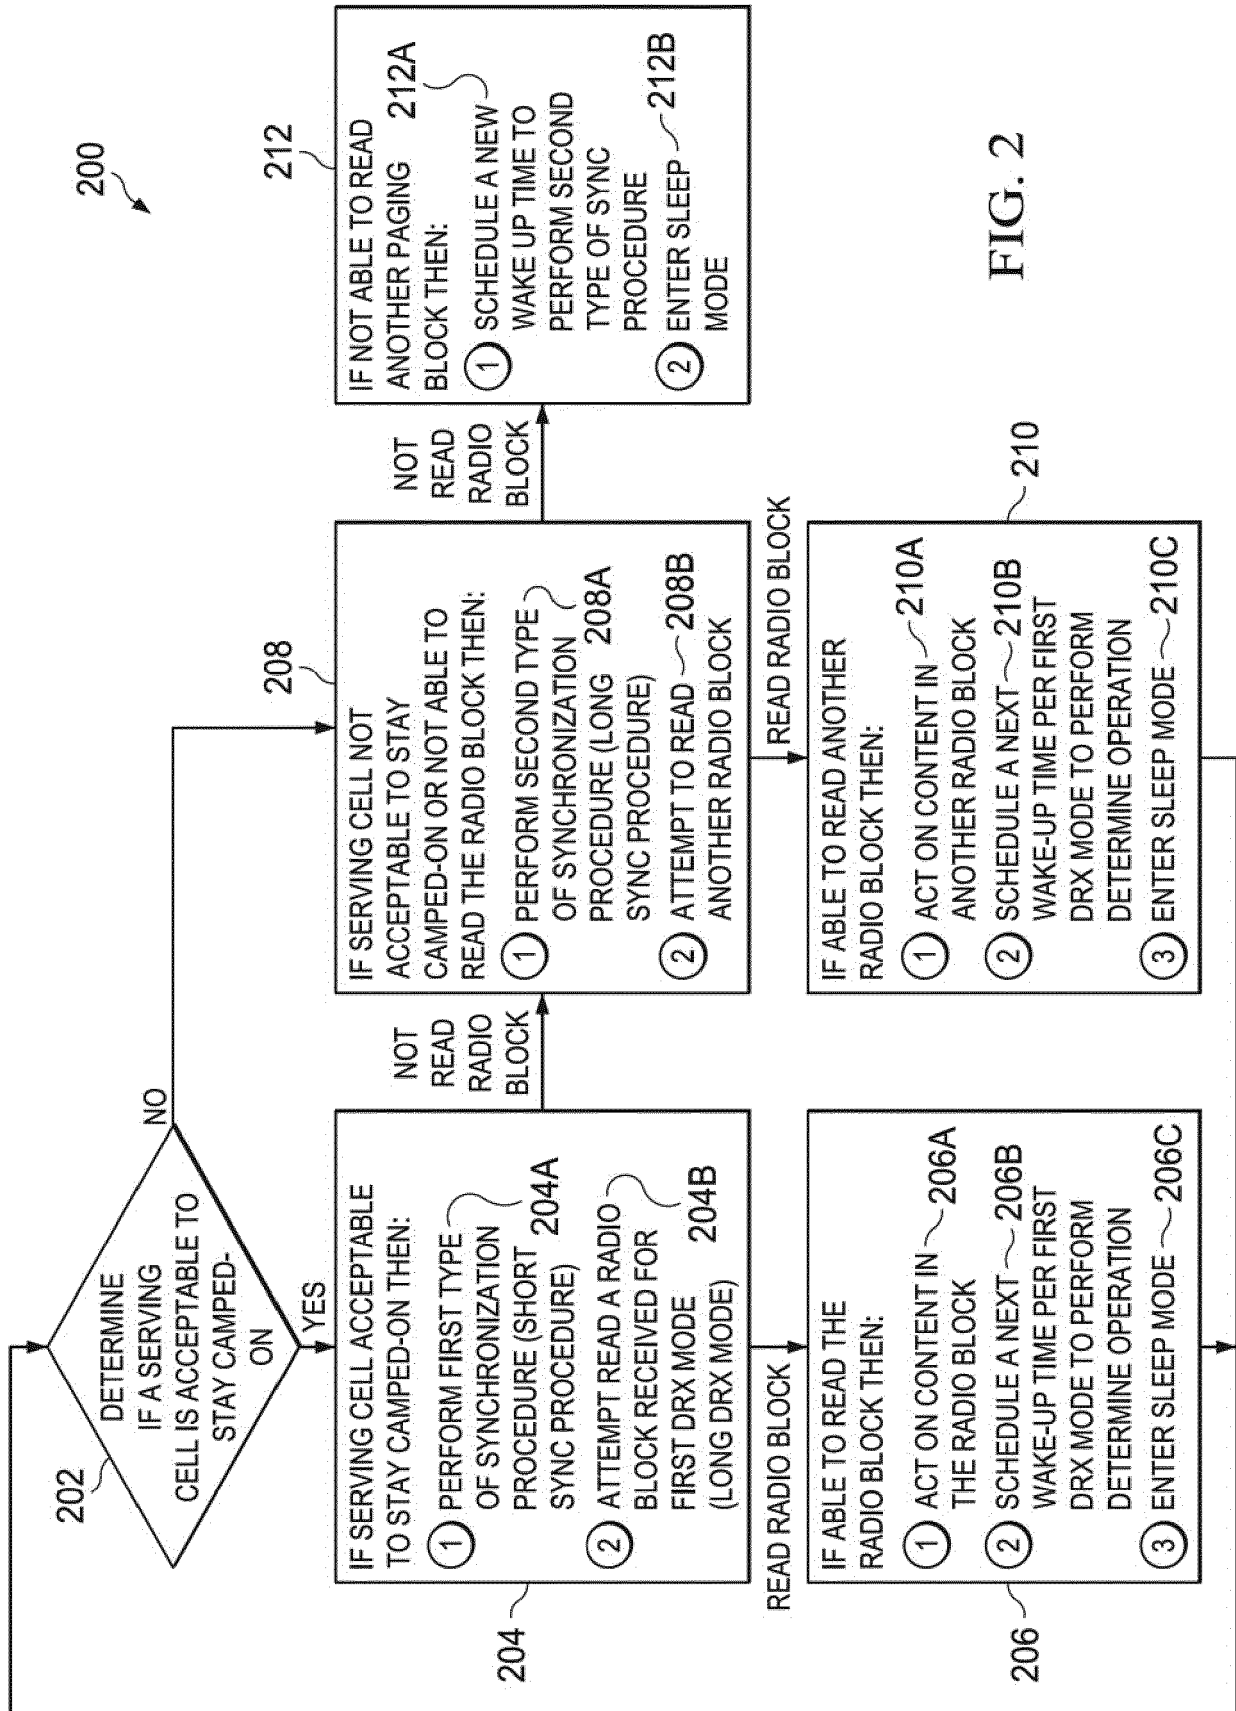 200
202
DETERMINE
IF A SERVING
CELL IS ACCEPTABLE TO
STAY CAMPED-
ON
NO
YES
204
IF SERVING CELL ACCEPTABLE
TO STAY CAMPED-ON THEN:
1 PERFORM FIRST TYPE
OF SYNCHRONIZATION
PROCEDURE (SHORT 204A
SYNC PROCEDURE)
2 ATTEMPT READ A RADIO
BLOCK RECEIVED FOR
FIRST DRX MODE 204B
(LONG DRX MODE)
NOT
READ
RADIO
BLOCK
READ RADIO BLOCK
206
IF ABLE TO READ THE
RADIO BLOCK THEN:
1 ACT ON CONTENT IN 206A
THE RADIO BLOCK
2 SCHEDULE A NEXT 206B
WAKE-UP TIME PER FIRST
DRX MODE TO PERFORM
DETERMINE OPERATION
3 ENTER SLEEP MODE 206C
208
IF SERVING CELL NOT
ACCEPTABLE TO STAY
CAMPED-ON OR NOT ABLE TO
READ THE RADIO BLOCK THEN:
1 PERFORM SECOND TYPE
OF SYNCHRONIZATION
PROCEDURE (LONG 208A
SYNC PROCEDURE)
2 ATTEMPT TO READ 208B
ANOTHER RADIO BLOCK
NOT
READ
RADIO
BLOCK
READ RADIO BLOCK
210
IF ABLE TO READ ANOTHER
RADIO BLOCK THEN:
1 ACT ON CONTENT IN 210A
ANOTHER RADIO BLOCK
2 SCHEDULE A NEXT 210B
WAKE-UP TIME PER FIRST
DRX MODE TO PERFORM
DETERMINE OPERATION
3 ENTER SLEEP MODE 210C
212
IF NOT ABLE TO READ
ANOTHER PAGING 212A
BLOCK THEN:
1 SCHEDULE A NEW
WAKE UP TIME TO
PERFORM SECOND
TYPE OF SYNC
PROCEDURE
2 ENTER SLEEP 212B
MODE
FIG. 2